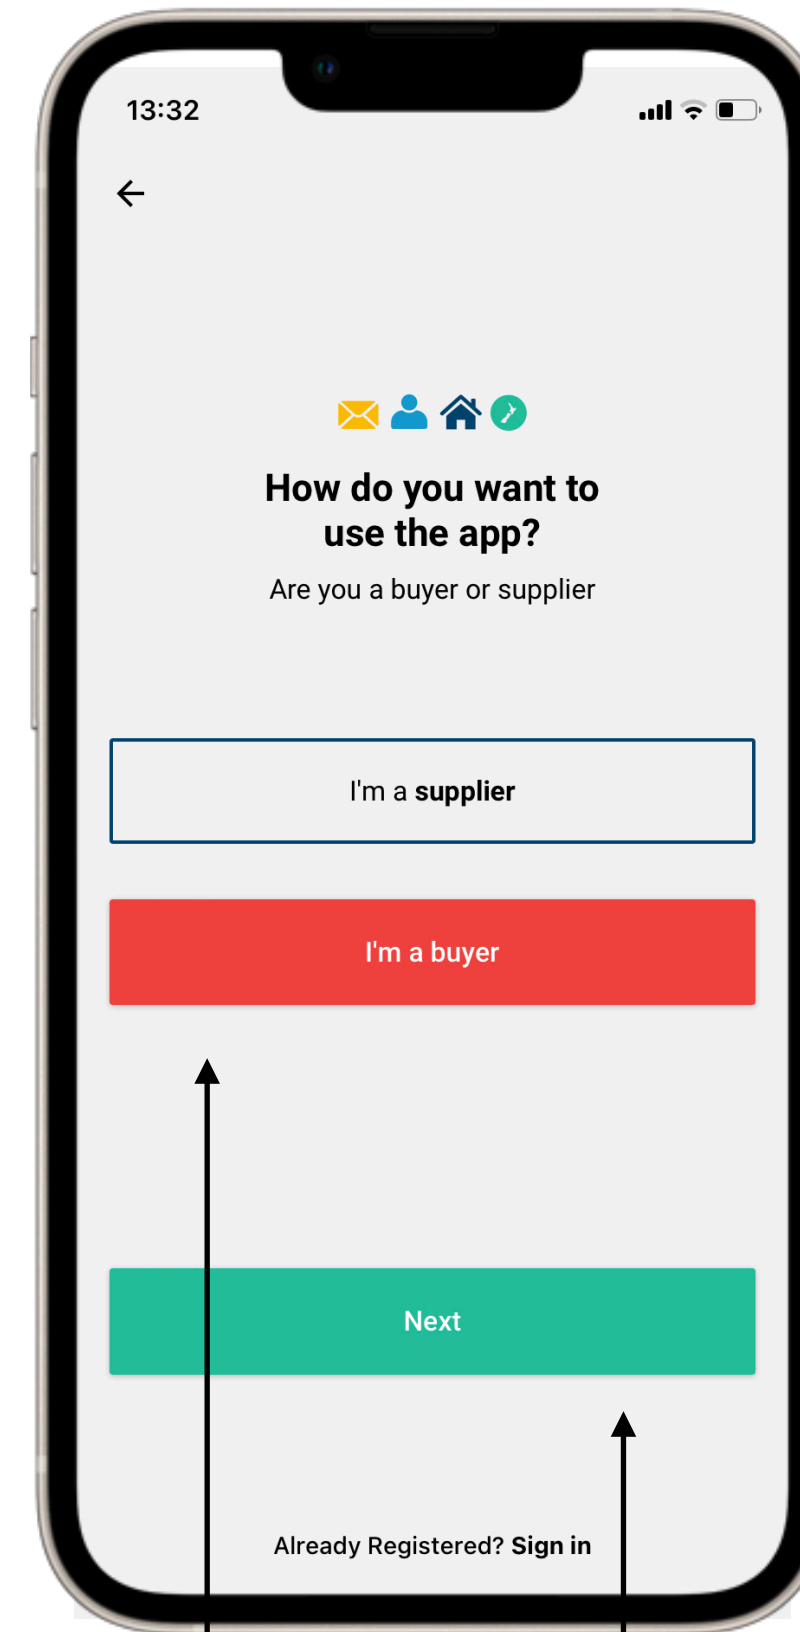 13:32
How do you want to
use the app?
Are you a buyer or supplier
I'm a supplier
I'm a buyer
Next
Already Registered? Sign in